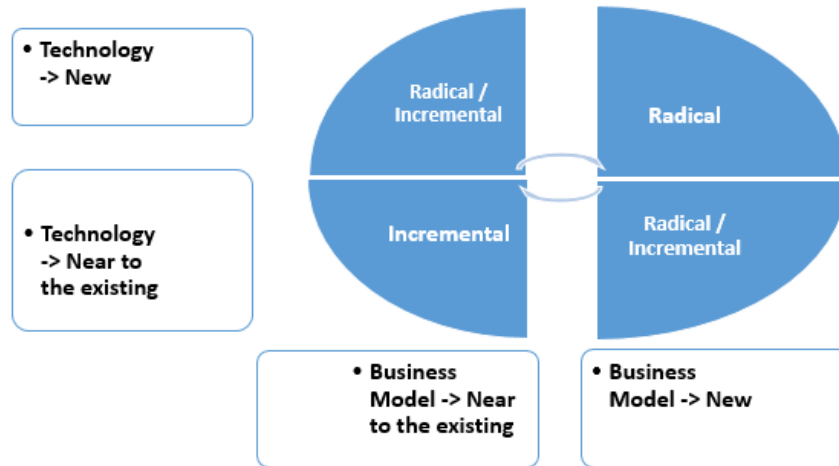 • Technology
-> New
Radical /
Incremental
Radical
• Technology
-> Near to
the existing
Incremental
Radical /
Incremental
• Business
Model -> Near
to the existing
• Business
Model -> New